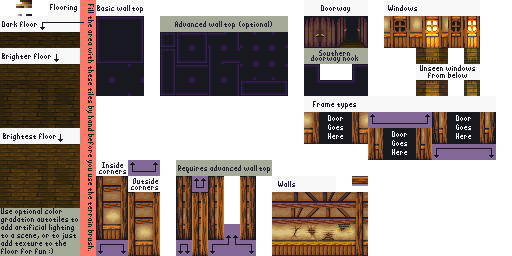 Flooring
Dark floor
Brighter floor
Brightest floor
Use optional color
gradation autotiles to
add artificial lighting
to a scene, or to just
add texture to the
floor for fun :)
Fill the area with these tiles by hand before you use the terrain brush.
Basic wall top
Advanced wall top (optional)
Doorway
Southern
doorway nook
Windows
Unseen windows
from below
Frame types
Door
Goes
Here
Door
Goes
Here
Door
Goes
Here
Inside
corners
Outside
corners
Requires advanced wall top
Walls